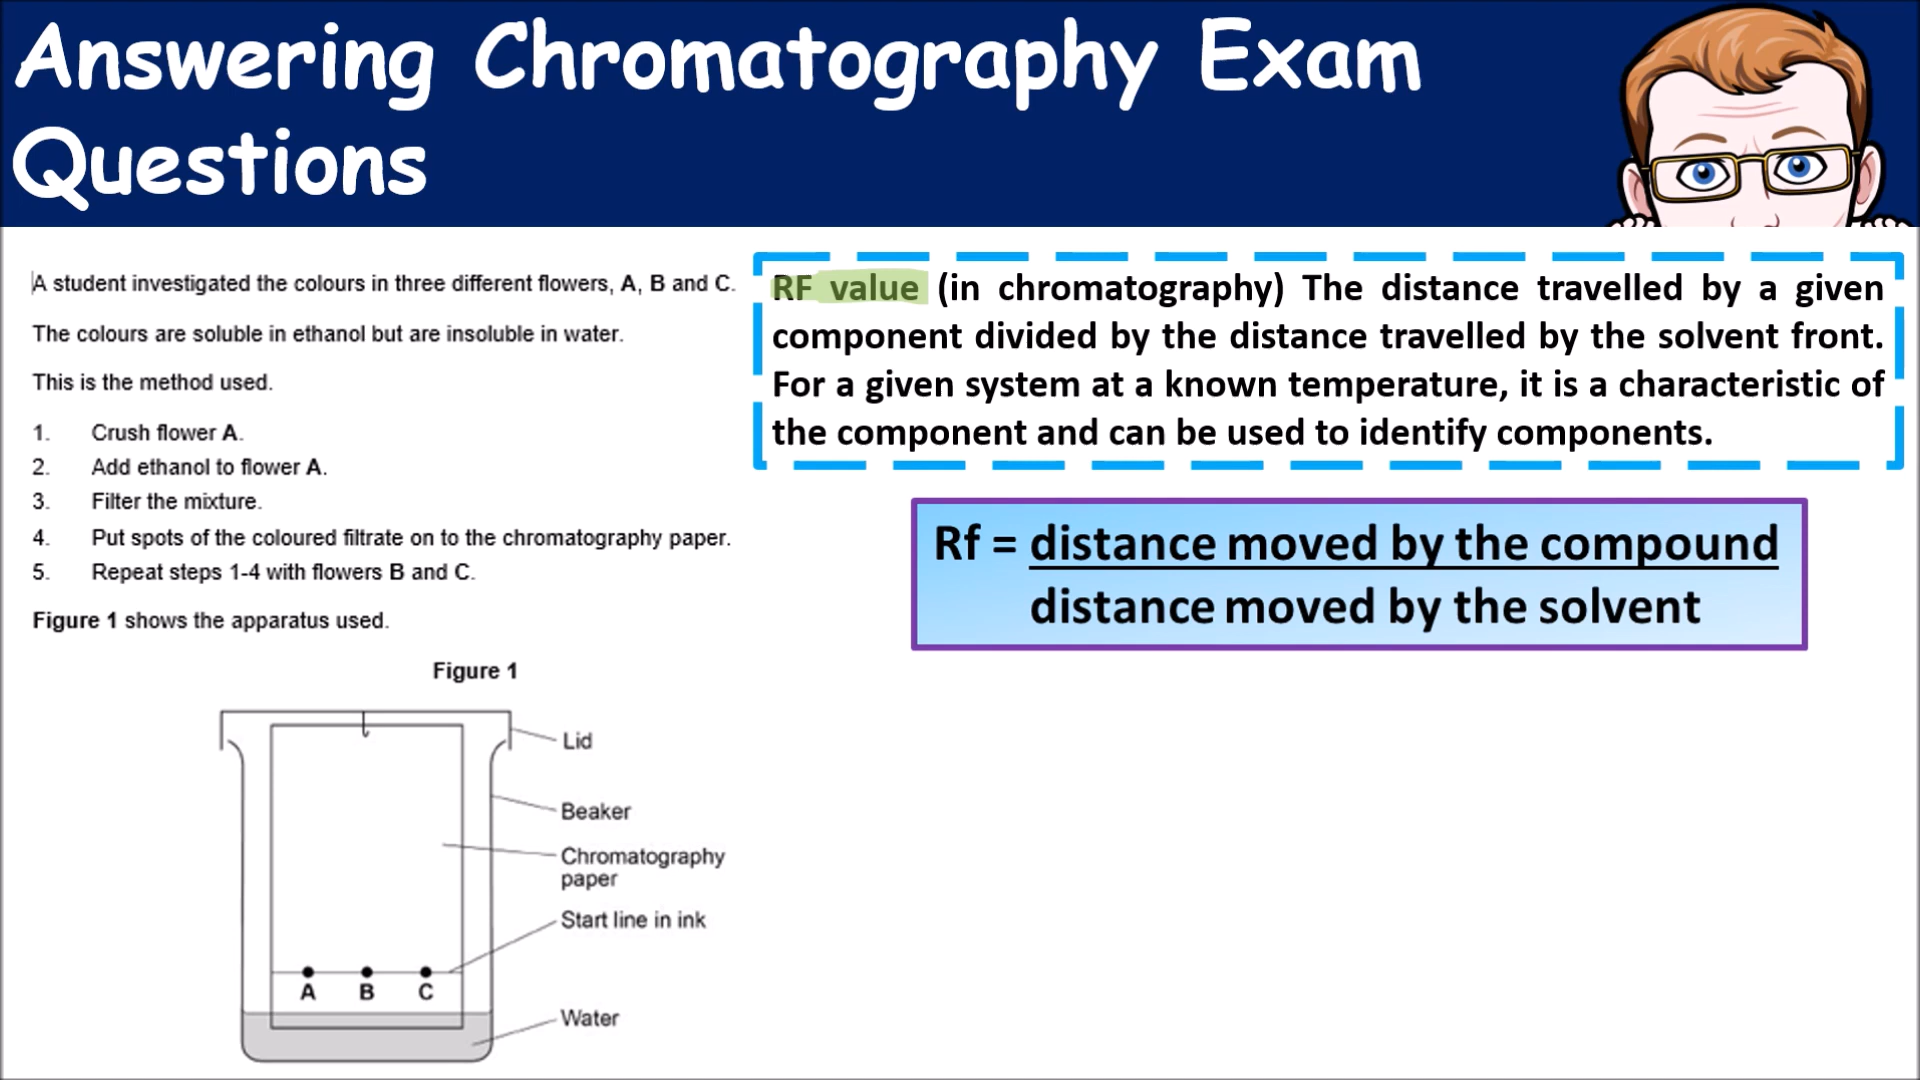 Answering Chromatography Exam
Questions
A student investigated the colours in three different flowers, A, B and C.
The colours are soluble in ethanol but are insoluble in water.
This is the method used.
1. Crush flower A.
2. Add ethanol to flower A.
3. Filter the mixture.
4. Put spots of the coloured filtrate on to the chromatography paper.
5. Repeat steps 1-4 with flowers B and C.
Figure 1 shows the apparatus used.
Figure 1
Lid
Beaker
Chromatography
paper
Start line in ink
A B C
Water
RF value (in chromatography) The distance travelled by a given
component divided by the distance travelled by the solvent front.
For a given system at a known temperature, it is a characteristic of
the component and can be used to identify components.
Rf = distance moved by the compound
distance moved by the solvent